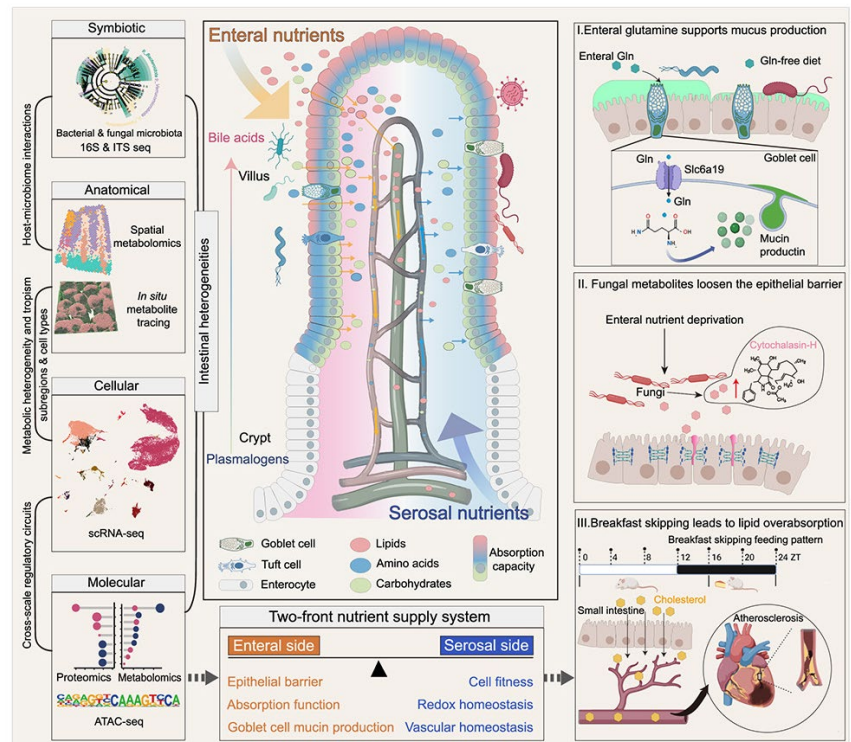 Symbiotic
Bacterial & fungal microbiota
16S & ITS seq
Host-microbiome interactions
Anatomical
Spatial
metabolomics
In situ
metabolite
tracing
Metabolic heterogeneity and tropism
subregions & cell types
Cellular
scRNA-seq
Cross-scale regulatory circuits
Molecular
Proteomics
Metabolomics
ATAC-seq
Intestinal heterogeneities
Enteral nutrients
Bile acids
Villus
Crypt
Plasmalogens
Serosal nutrients
Goblet cell
Tuft cell
Enterocyte
Lipids
Amino acids
Carbohydrates
Absorption
capacity
Two-front nutrient supply system
Enteral side
Serosal side
Epithelial barrier
Cell fitness
Absorption function
Redox homeostasis
Goblet cell mucin production
Vascular homeostasis
I.Enteral glutamine supports mucus production
Enteral Gln
Gln-free diet
Gln
Slc6a19
Goblet cell
Gln
Mucin
productin
II. Fungal metabolites loosen the epithelial barrier
Enteral nutrient deprivation
Cytochalasin-H
Fungi
III.Breakfast skipping leads to lipid overabsorption
Breakfast skipping feeding pattern
0 4 8 12 16 20 24 ZT
Small intestine
Cholesterol
Atherosclerosis